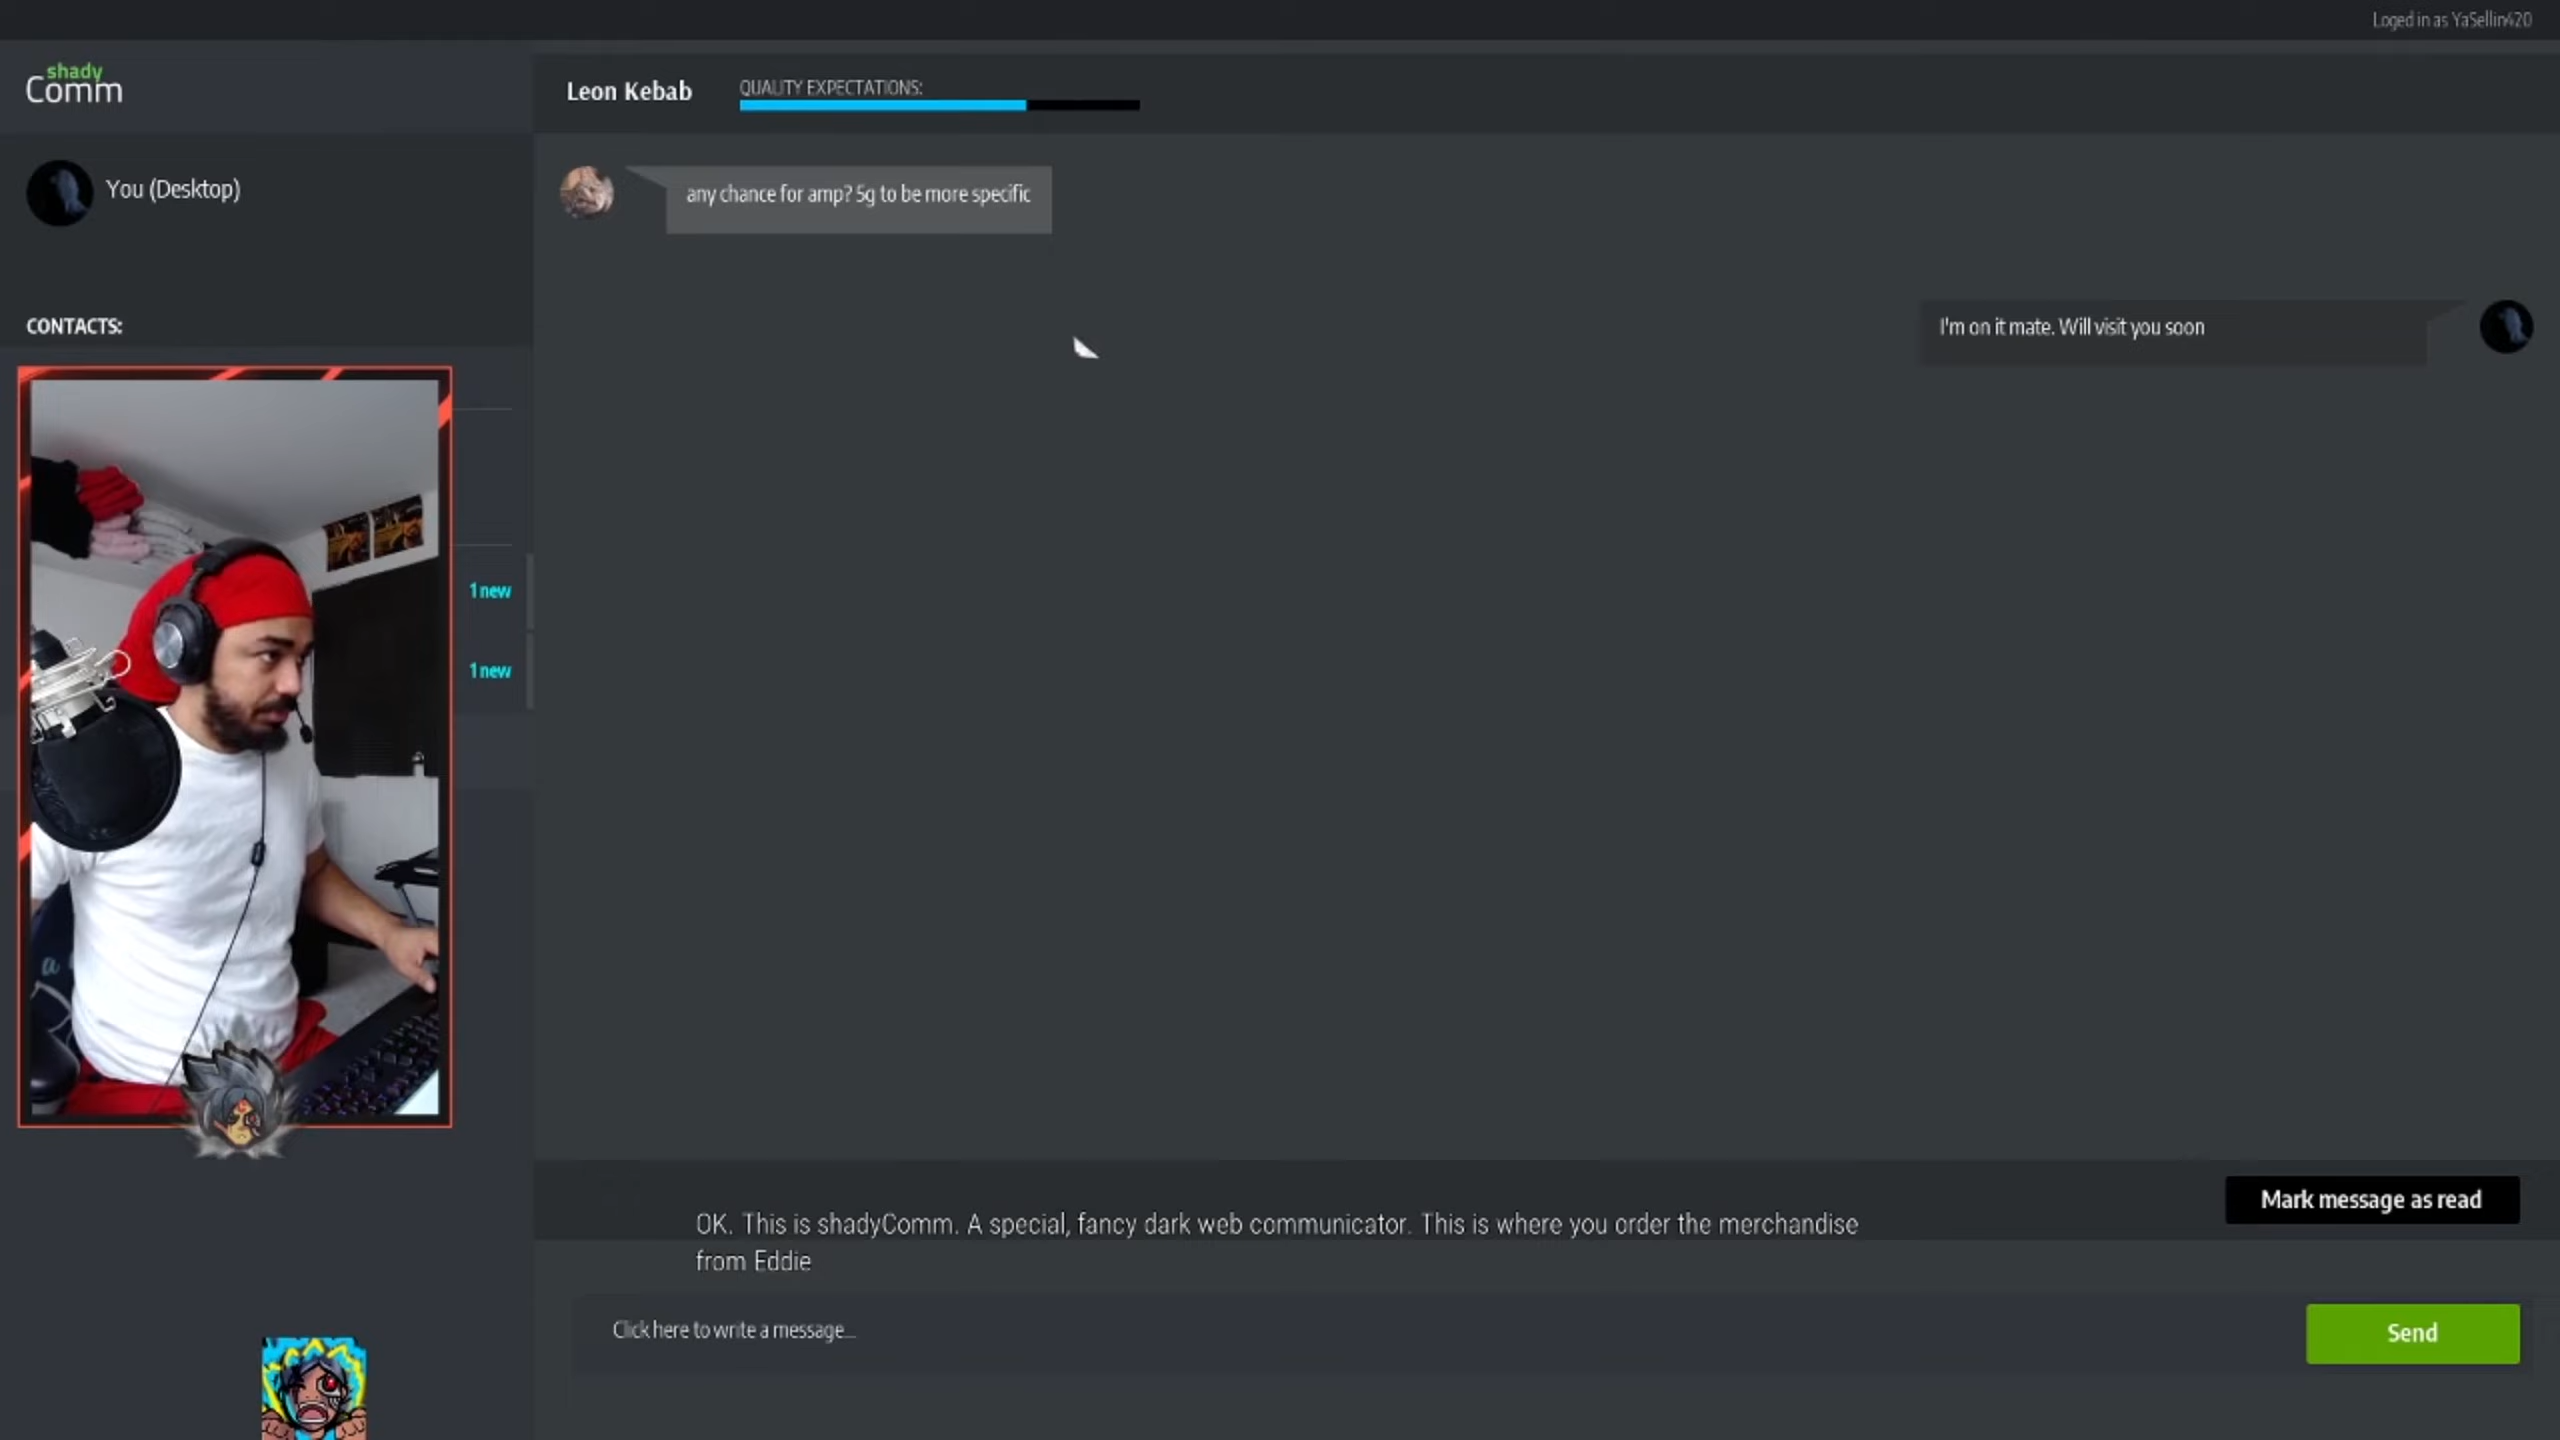 Loged in as YaSellin420
shady
Comm
Leon Kebab
QUALITY EXPECTATIONS:
any chance for amp? 5g to be more specific
You (Desktop)
I'm on it mate. Will visit you soon
CONTACTS:
1 new
1 new
Mark message as read
OK. This is shadyComm. A special, fancy dark web communicator. This is where you order the merchandise
from Eddie
Click here to write a message...
Send